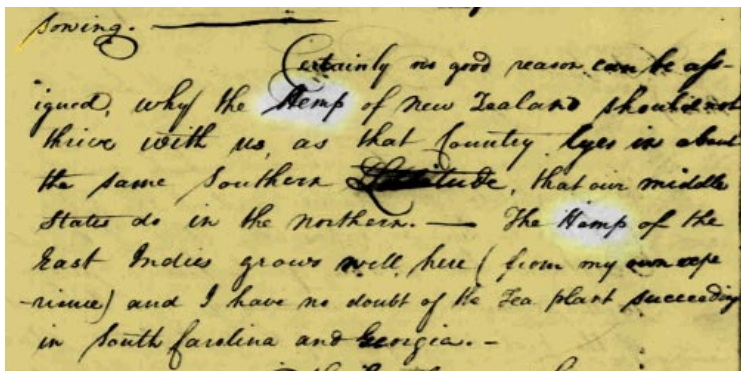 sowing. —
Certainly no good reason can be ass-
igned, why the Hemp of New Zealand should not
thrive with us, as that Country lyes in about
the same Southern Latitude, that our middle
States do in the northern. — The Hemp of the
East Indies grows well here (from my own expe
-rience) and I have no doubt of the Tea plant succeeding
in South Carolina and Georgia. -